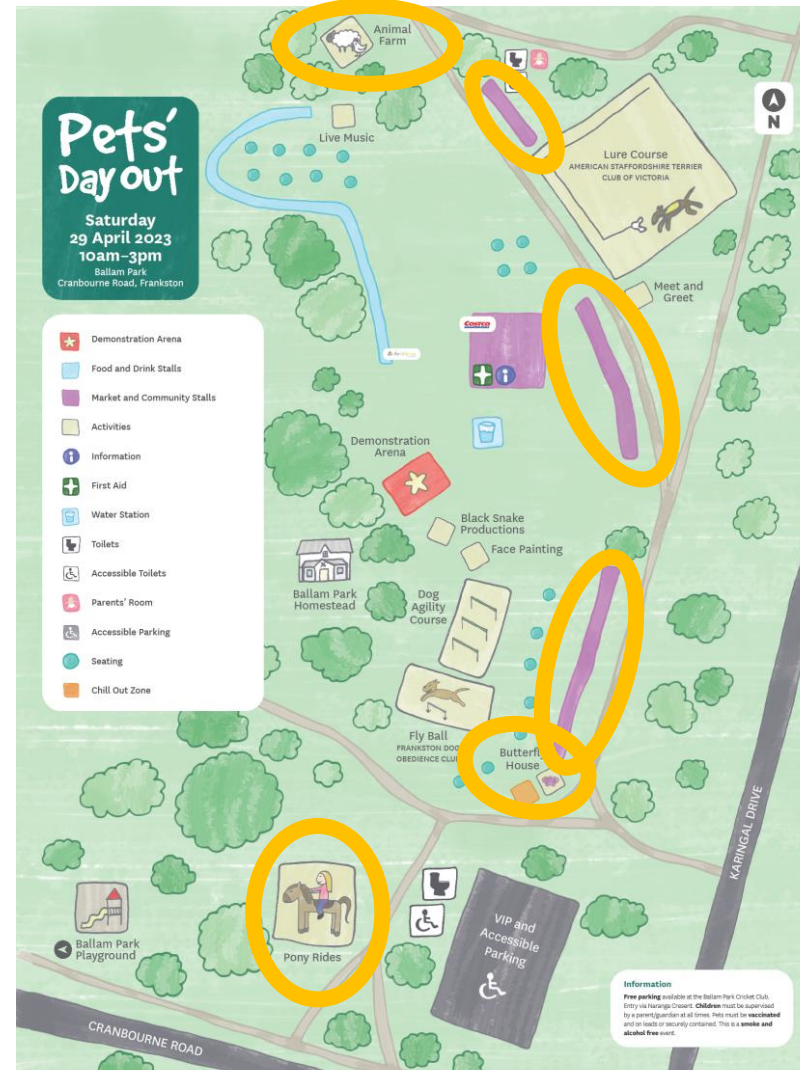 Animal
Farm
Live Music
N
Pets'
Day out
Saturday
29 April 2023
10am–3pm
Ballam Park
Cranbourne Road, Frankston
Lure Course
AMERICAN STAFFORDSHIRE TERRIER
CLUB OF VICTORIA
Meet and
Greet
Costco
Demonstration Arena
Food and Drink Stalls
Market and Community Stalls
Activities
Information
First Aid
Water Station
Toilets
Accessible Toilets
Parents' Room
Accessible Parking
Seating
Chill Out Zone
Demonstration
Arena
Black Snake
Productions
Face Painting
Ballam Park
Homestead
Dog
Agility
Course
Fly Ball
FRANKSTON DOG
OBEDIENCE CLU
Butterfl
House
KARINGAL DRIVE
Pony Rides
Ballam Park
Playground
VIP and
Accessible
Parking
CRANBOURNE ROAD
Information
Free parking available at the Ballam Park Cricket Club.
Entry via Naranga Cresent. Children must be supervised
by a parent/guardian at all times. Pets must be vaccinated
and on leads or securely contained. This is a smoke and
alcohol free event.